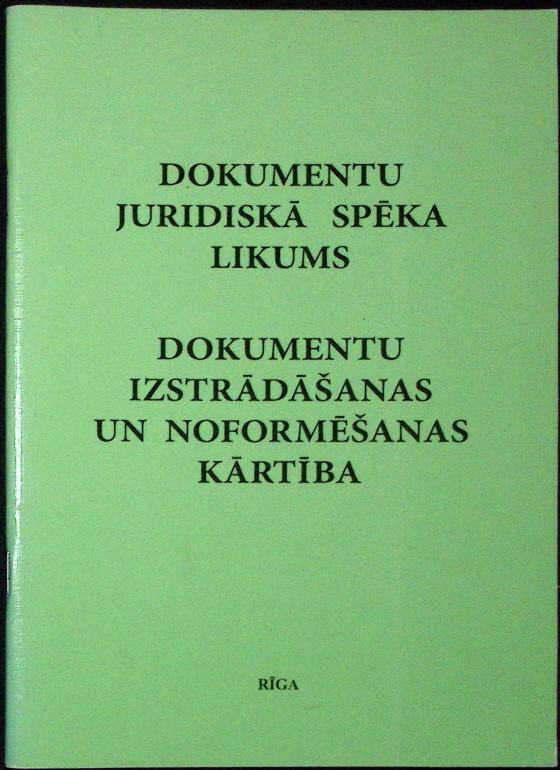 DOKUMENTU
JURIDISKĀ SPĒKA
LIKUMS
DOKUMENTU
IZSTRĀDĀŠANAS
UN NOFORMĒŠANAS
KĀRTĪBA
RĪGA